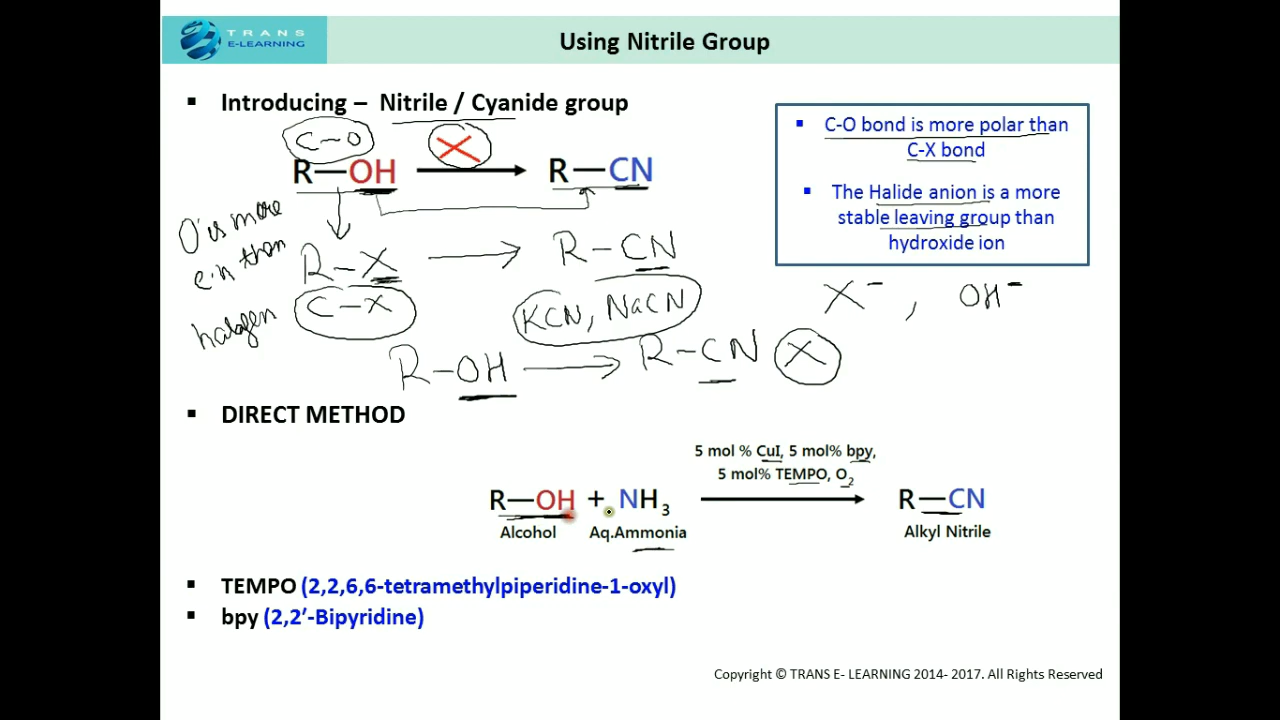 TRANS
E-LEARNING
Using Nitrile Group
Introducing – Nitrile / Cyanide group
C-O
R—OH
R—CN
C-O bond is more polar than
C-X bond
The Halide anion is a more
stable leaving group than
hydroxide ion
O is more
e.n than
halogen
R-X
R-CN
C-X
KCN, NaCN
X⁻, OH⁻
R-OH
R-CN
X
DIRECT METHOD
5 mol % CuI, 5 mol% bpy,
5 mol% TEMPO, O₂
R—OH + NH₃
R—CN
Alcohol
Aq.Ammonia
Alkyl Nitrile
TEMPO (2,2,6,6-tetramethylpiperidine-1-oxyl)
bpy (2,2’-Bipyridine)
Copyright © TRANS E- LEARNING 2014- 2017. All Rights Reserved